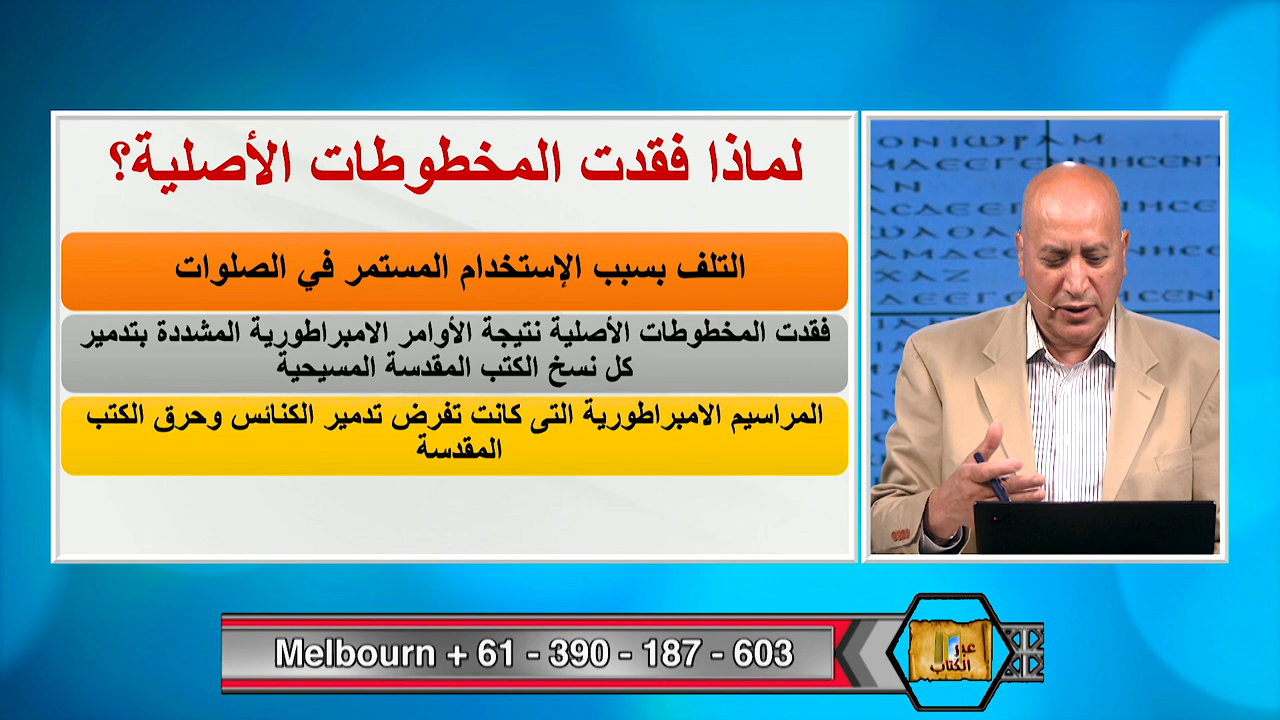 لماذا فقدت المخطوطات الأصلية؟
التلف بسبب الإستخدام المستمر في الصلوات
فقدت المخطوطات الأصلية نتيجة الأوامر الامبراطورية المشددة بتدمير
كل نسخ الكتب المقدسة المسيحية
المراسيم الامبراطورية التى كانت تفرض تدمير الكنائس وحرق الكتب
المقدسة
Melbourn + 61 - 390 - 187 - 603
عبر
الكتاب